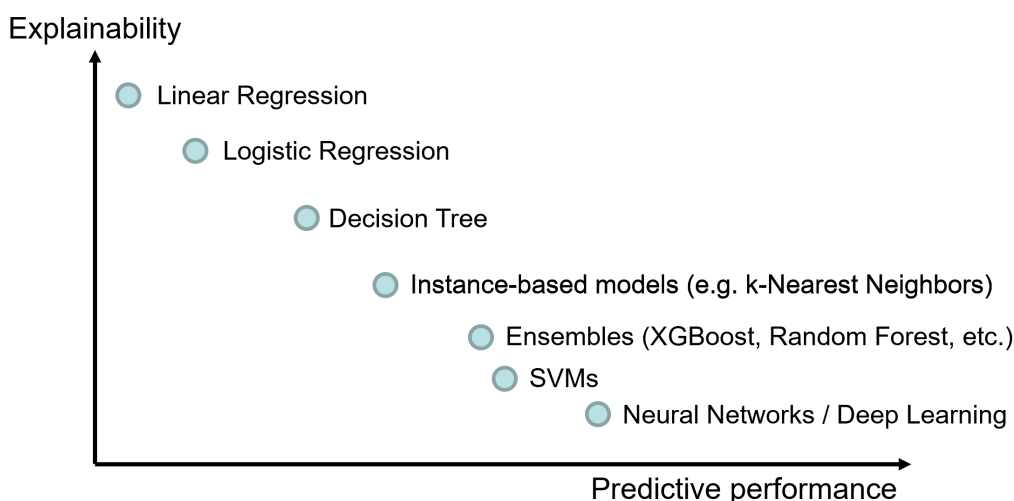 Explainability
Linear Regression
Logistic Regression
Decision Tree
Instance-based models (e.g. k-Nearest Neighbors)
Ensembles (XGBoost, Random Forest, etc.)
SVMs
Neural Networks / Deep Learning
Predictive performance